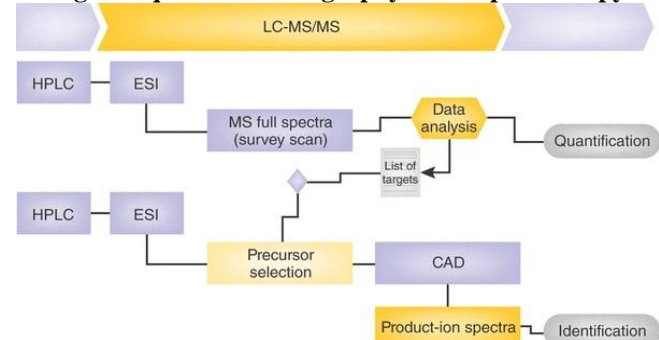 LC-MS/MS
HPLC
ESI
MS full spectra
(survey scan)
Data
analysis
Quantification
List of
targets
HPLC
ESI
Precursor
selection
CAD
Product-ion spectra
Identification